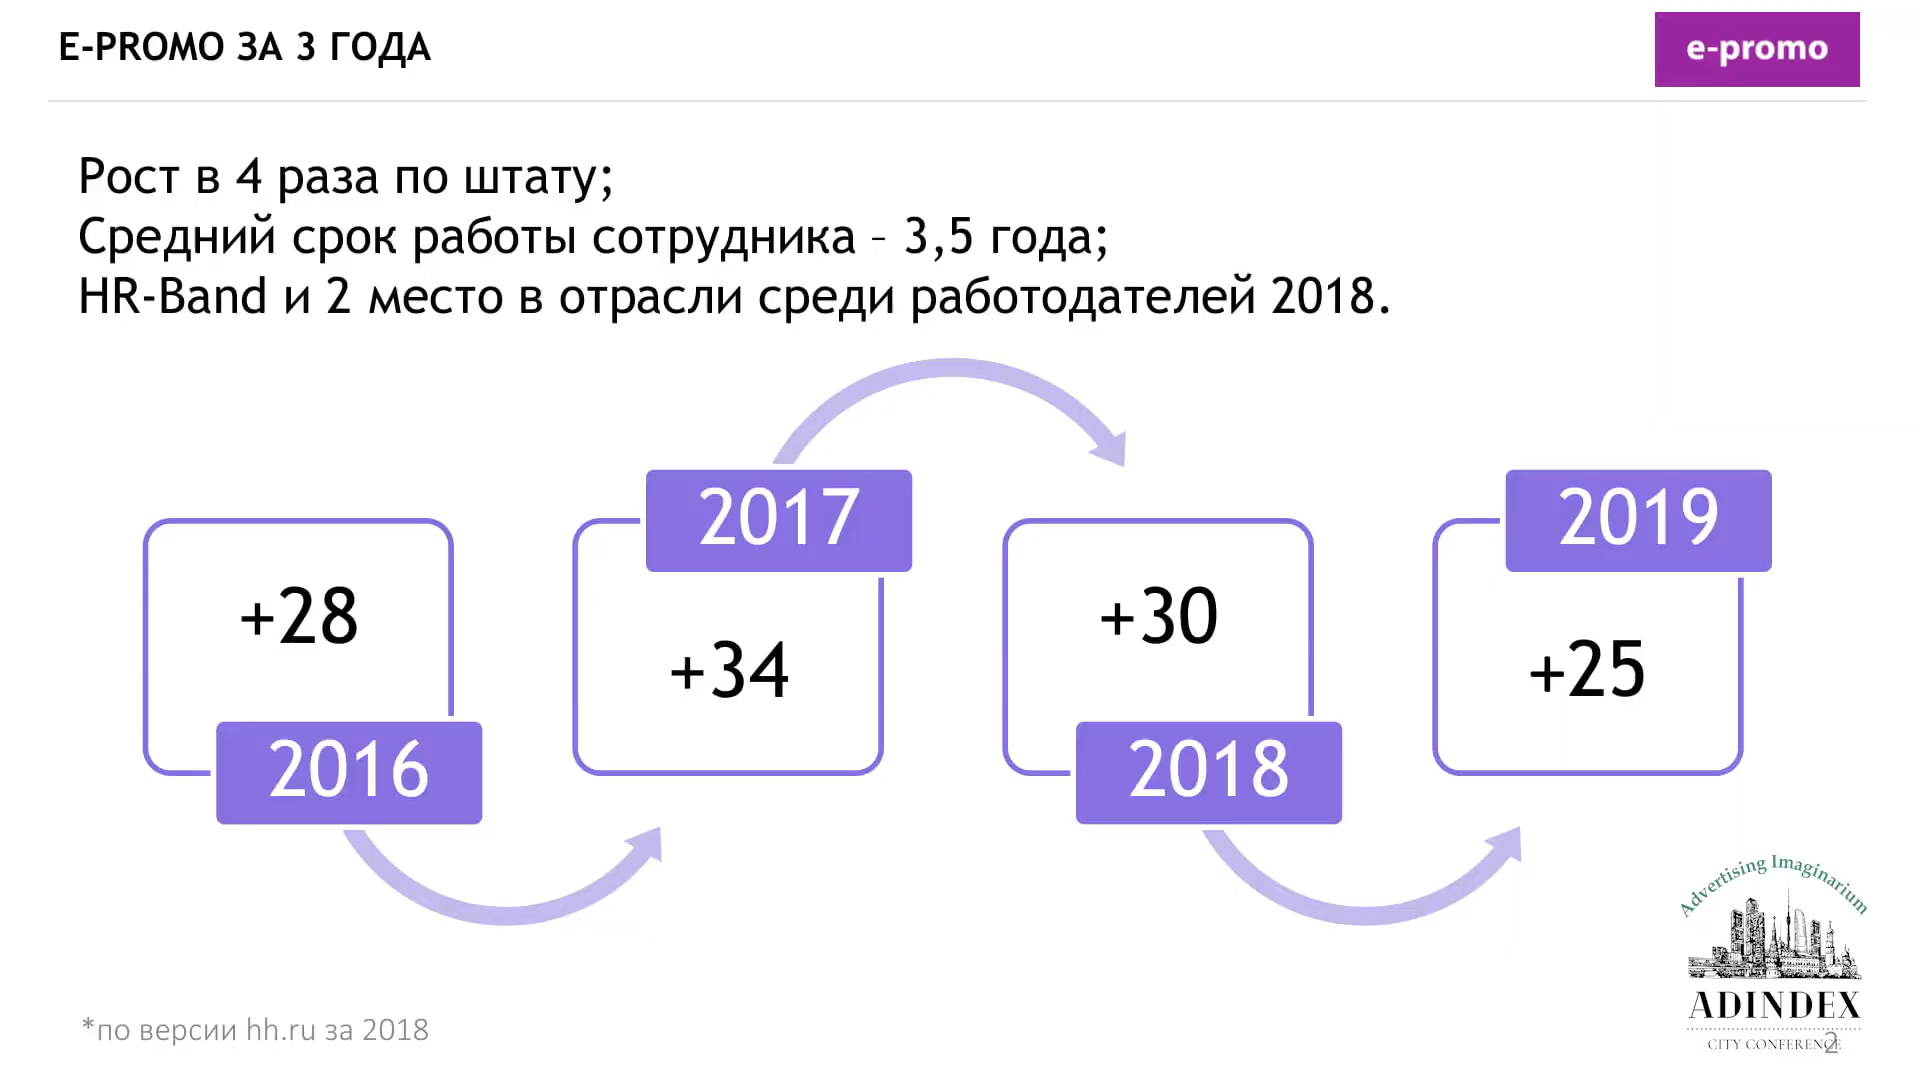 E-PROMO ЗА 3 ГОДА
e-promo
Рост в 4 раза по штату;
Средний срок работы сотрудника – 3,5 года;
HR-Band и 2 место в отрасли среди работодателей 2018.
+28
2016
2017
+34
+30
2018
2019
+25
Advertising Imaginarium
ADINDEX
CITY CONFERENCE
*по версии hh.ru за 2018
2